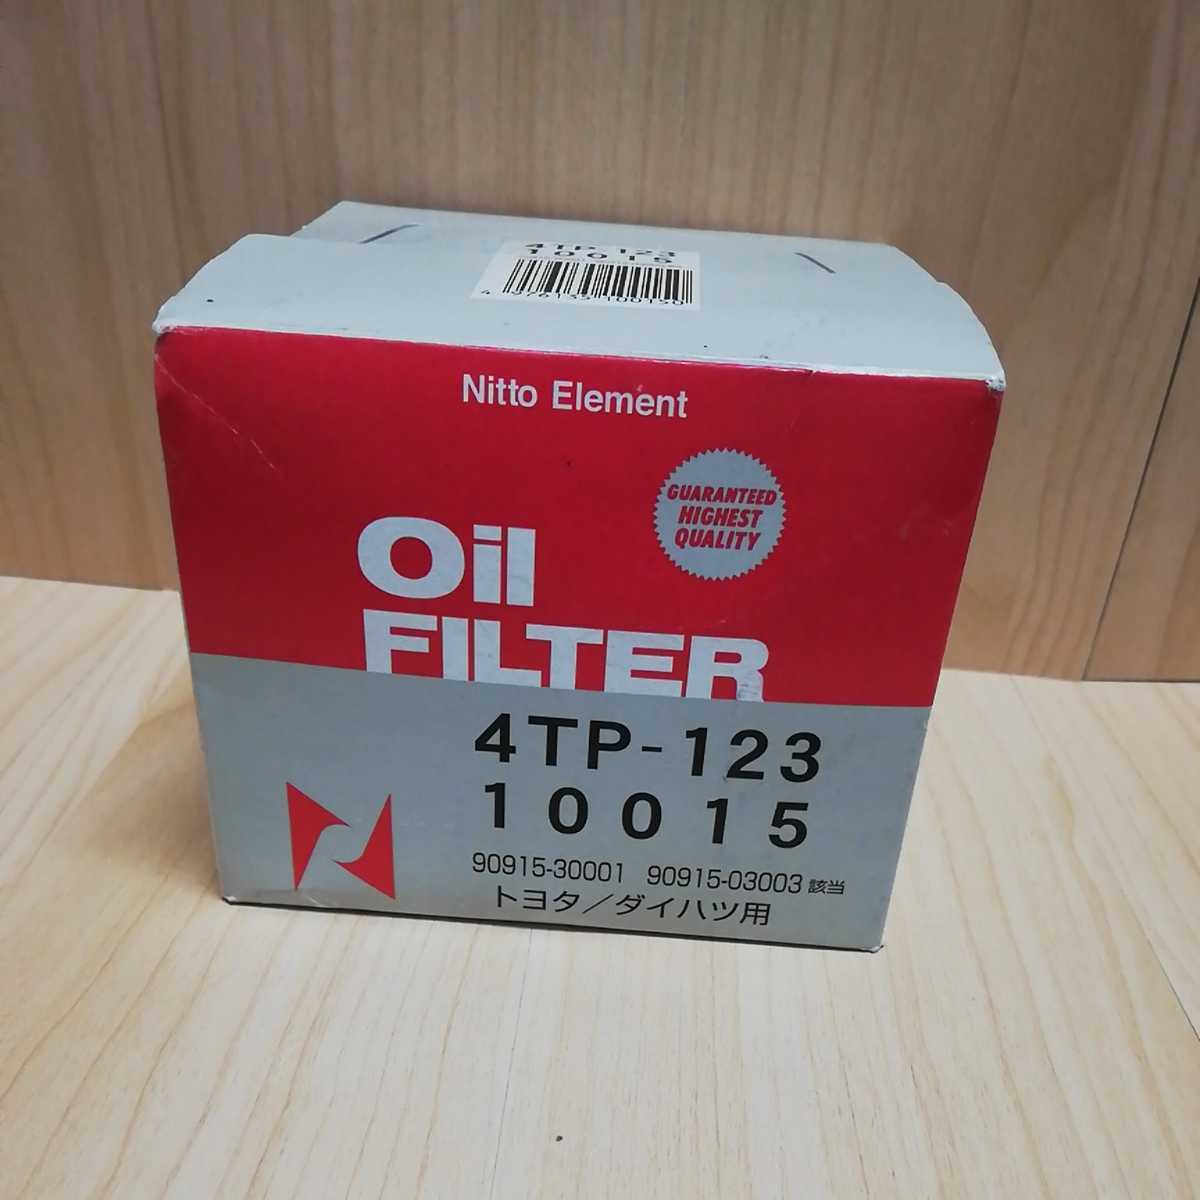 4TP-123
10015
Nitto Element
GUARANTEED
HIGHEST
QUALITY
Oil
FILTER
4TP-123
10015
90915-30001 90915-03003 該当
トヨタ/ダイハツ用